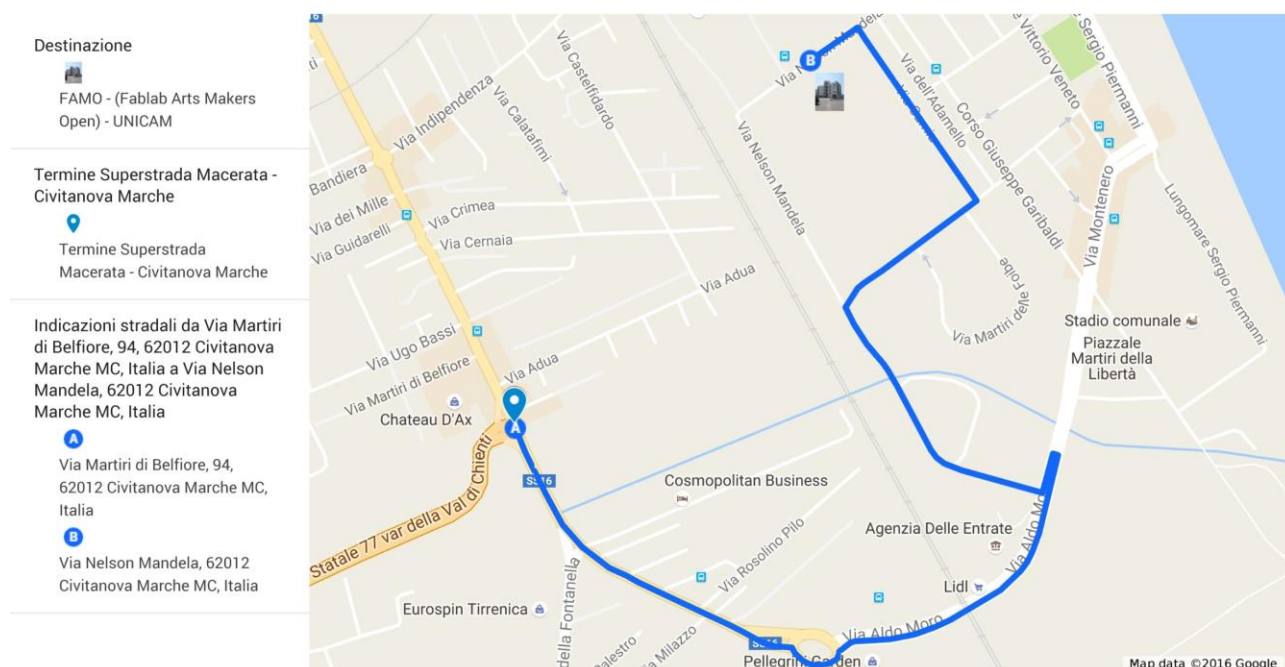 Destinazione
FAMO - (Fablab Arts Makers
Open) - UNICAM
Termine Superstrada Macerata -
Civitanova Marche
Termine Superstrada
Macerata - Civitanova Marche
Indicazioni stradali da Via Martiri
di Belfiore, 94, 62012 Civitanova
Marche MC, Italia a Via Nelson
Mandela, 62012 Civitanova
Marche MC, Italia
A
Via Martiri di Belfiore, 94,
62012 Civitanova Marche MC,
Italia
B
Via Nelson Mandela, 62012
Civitanova Marche MC, Italia
Via Indipendenza
Via Castelfidardo
Via Calatafimi
Bandiera
Via dei Mille
Via Guidarelli
Via Crimea
Via Cernaia
Via Adua
Via Ugo Bassi
Via Martiri di Belfiore
Via Adua
Chateau D'Ax
A
SS16
Statale 77 var della Val di Chienti
della Fontanella
Eurospin Tirrenica
Via Milazzo
Via Rosolino Pilo
Cosmopolitan Business
Pellegrini Garden
Via Aldo Moro
Lidl
Agenzia Delle Entrate
Via Aldo Moro
B
Via Nelson Mandela
Via dell'Adamello
Corso Giuseppe Garibaldi
Vittorio Veneto
Sergio Piermanni
Via Montenero
Lungomare Sergio Piermanni
Via Martiri delle Foibe
Stadio comunale
Piazzale
Martiri della
Libertà
Map data ©2016 Google